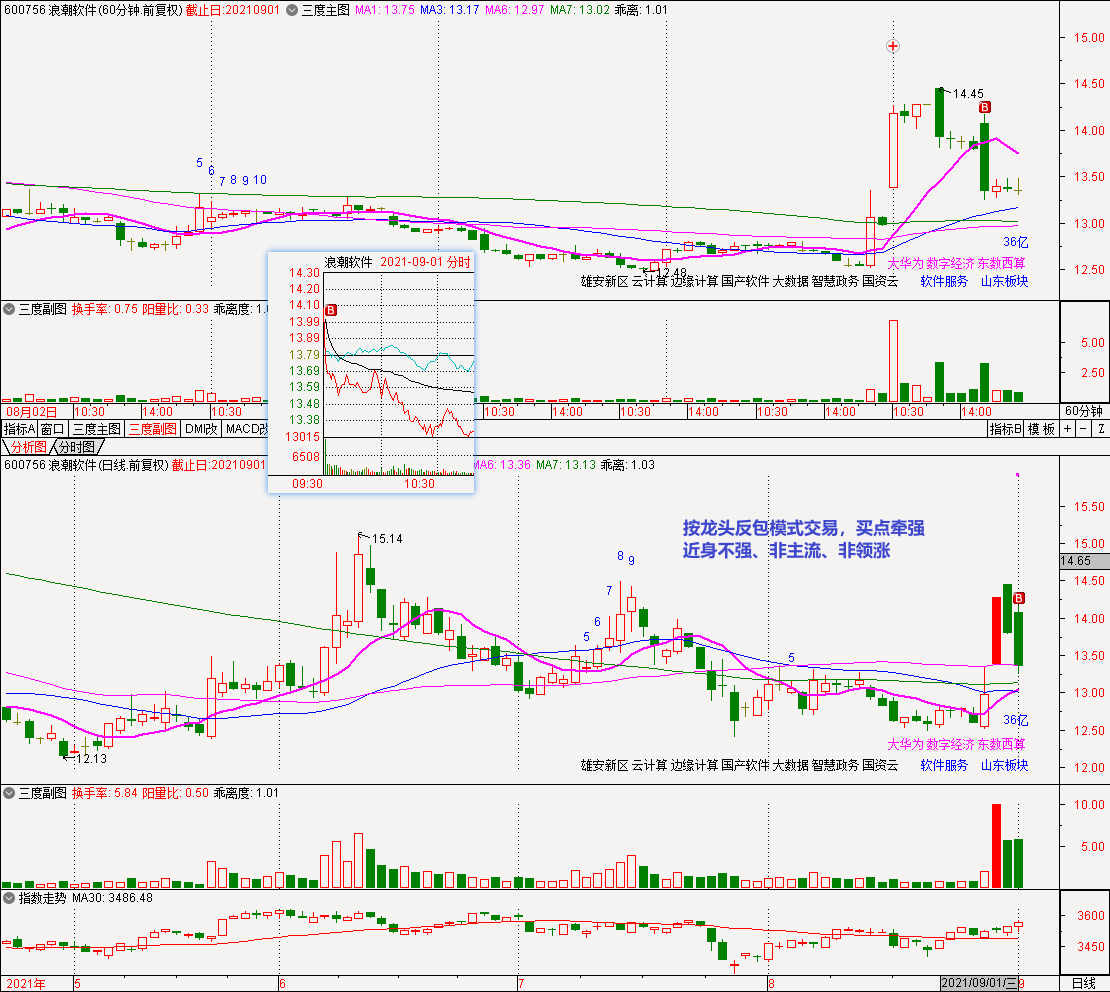 600756 浪潮软件(60分钟.前复权) 截止日:20210901 三度主图 MA1: 13.75 MA3: 13.17 MA6: 12.97 MA7: 13.02 乖离: 1.01
15.00
14.50
14.45
B
14.00
13.50
5 6 7 8 9 10
13.00
36亿
12.50
12.48
大华为 数字经济 东数西算
雄安新区 云计算 边缘计算 国产软件 大数据 智慧政务 国资云 软件服务 山东板块
三度副图 换手率: 0.75 阳量比: 0.33 乖离度: 1.0
5.00
2.50
08月02日 10:30 14:00 10:30 10:30 14:00 10:30 14:00 10:30 14:00 10:30 14:00 60分钟
指标A 窗口 三度主图 三度副图 DMI改 MACD改 指标B 模板 + − Z
分析图 分时图
浪潮软件 2021-09-01 分时
14.30
14.20
14.10
B
13.99
13.89
13.79
13.69
13.59
13.48
13.38
13015
6508
09:30 10:30
600756 浪潮软件(日线.前复权) 截止日:20210901 MA6: 13.36 MA7: 13.13 乖离: 1.03
15.50
按龙头反包模式交易，买点牵强
近身不强、非主流、非领涨
15.14
15.00
14.65
14.50
5 6 7 8 9
B
14.00
5
13.50
13.00
36亿
12.50
12.13
大华为 数字经济 东数西算
雄安新区 云计算 边缘计算 国产软件 大数据 智慧政务 国资云 软件服务 山东板块
12.00
三度副图 换手率: 5.84 阳量比: 0.50 乖离度: 1.01
10.00
5.00
指数走势 MA30: 3486.48
3600
3450
2021年 5 6 7 8 2021/09/01/三 9 日线